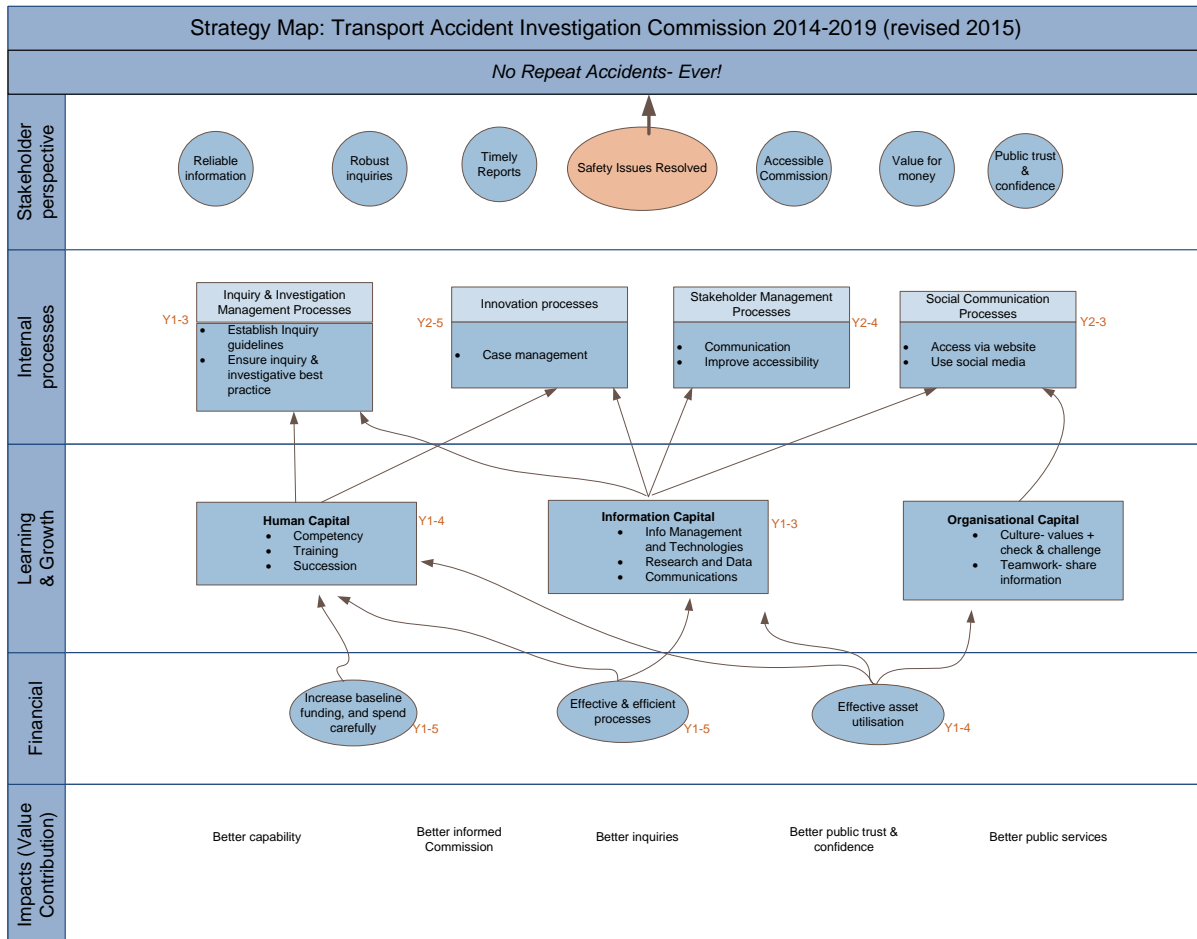 Strategy Map: Transport Accident Investigation Commission 2014-2019 (revised 2015)
No Repeat Accidents- Ever!
Stakeholder
perspective
Reliable
information
Robust
inquiries
Timely
Reports
Safety Issues Resolved
Accessible
Commission
Value for
money
Public trust
&
confidence
Internal
processes
Y1-3
Inquiry & Investigation
Management Processes
• Establish Inquiry
guidelines
• Ensure inquiry &
investigative best
practice
Y2-5
Innovation processes
• Case management
Stakeholder Management
Processes
• Communication
• Improve accessibility
Y2-4
Social Communication
Processes
• Access via website
• Use social media
Y2-3
Learning
& Growth
Human Capital
• Competency
• Training
• Succession
Y1-4
Information Capital
• Info Management
and Technologies
• Research and Data
• Communications
Y1-3
Organisational Capital
• Culture- values +
check & challenge
• Teamwork- share
information
Financial
Increase baseline
funding, and spend
carefully
Y1-5
Effective & efficient
processes
Y1-5
Effective asset
utilisation
Y1-4
Impacts (Value
Contribution)
Better capability
Better informed
Commission
Better inquiries
Better public trust &
confidence
Better public services